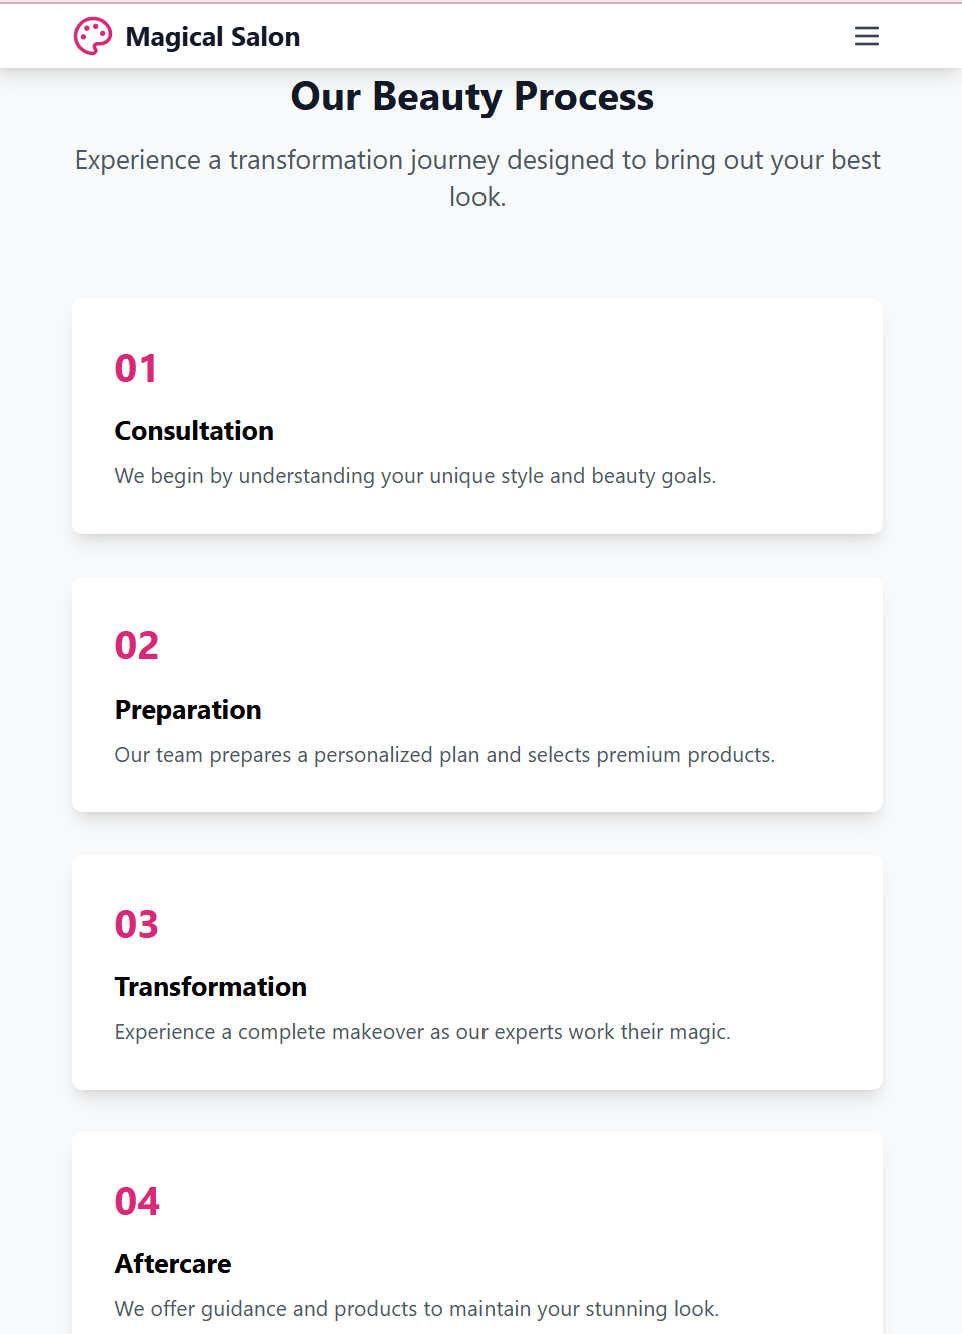 Magical Salon
Our Beauty Process
Experience a transformation journey designed to bring out your best
look.
01
Consultation
We begin by understanding your unique style and beauty goals.
02
Preparation
Our team prepares a personalized plan and selects premium products.
03
Transformation
Experience a complete makeover as our experts work their magic.
04
Aftercare
We offer guidance and products to maintain your stunning look.